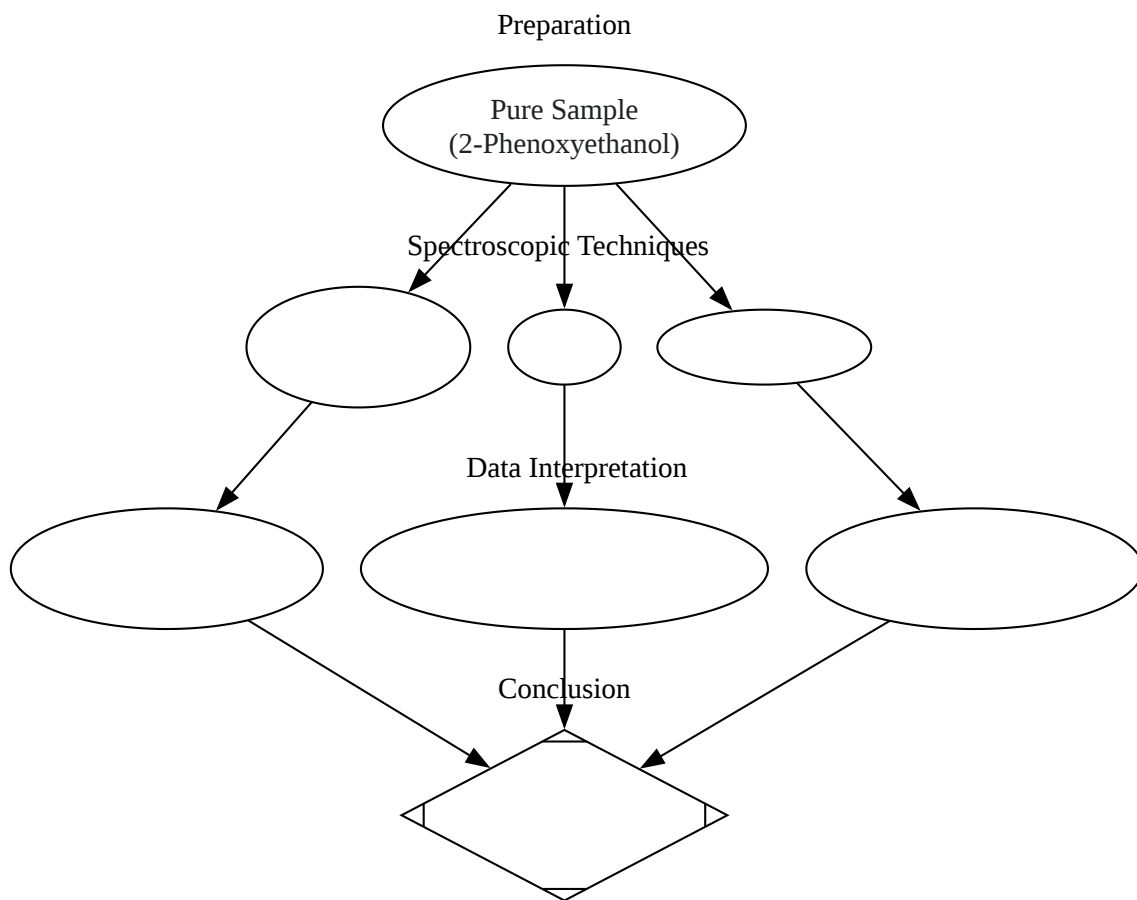 Preparation
Pure Sample
(2-Phenoxyethanol)
Spectroscopic Techniques
Data Interpretation
Conclusion